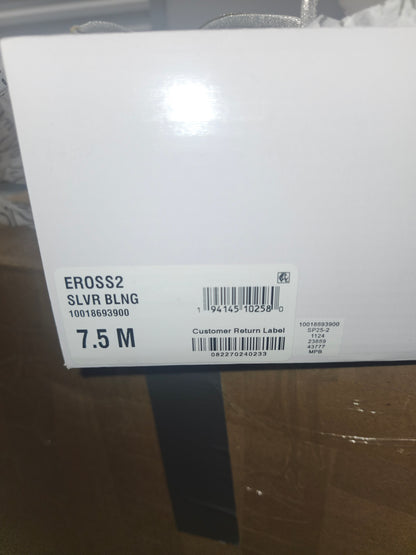 EROSS2
SLVR BLNG
10018693900
7.5 M
1 94145 10258 0
Customer Return Label
082270240233
10018693900
SP25-2
1124
23859
43777
MPB